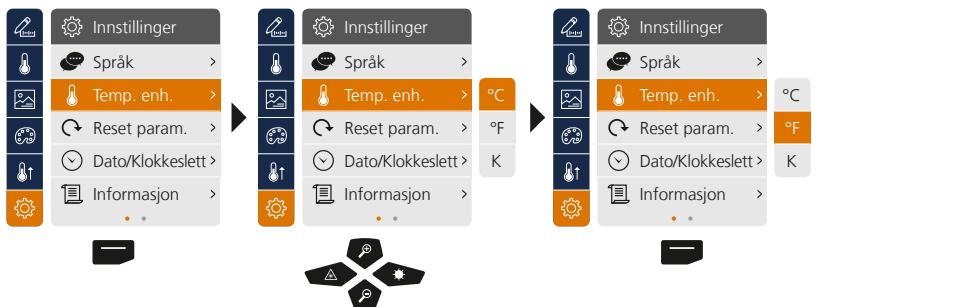 Innstillinger
Språk
Temp. enh.
Reset param.
Dato/Klokkeslett
Informasjon
Innstillinger
Språk
Temp. enh.
Reset param.
Dato/Klokkeslett
Informasjon
°C
°F
K
Innstillinger
Språk
Temp. enh.
Reset param.
Dato/Klokkeslett
Informasjon
°C
°F
K